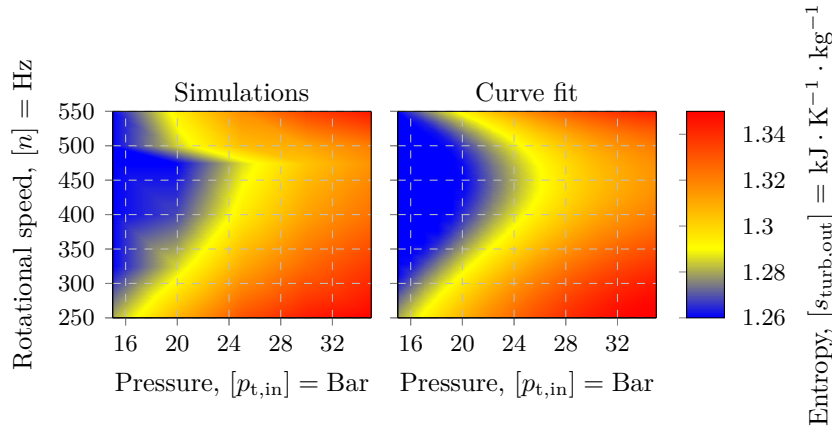 Simulations
Curve fit
Rotational speed, [n] = Hz
550
500
450
400
350
300
250
16 20 24 28 32
Pressure, [p_t,in] = Bar
16 20 24 28 32
Pressure, [p_t,in] = Bar
1.34
1.32
1.3
1.28
1.26
Entropy, [s_turb.out] = kJ · K⁻¹ · kg⁻¹